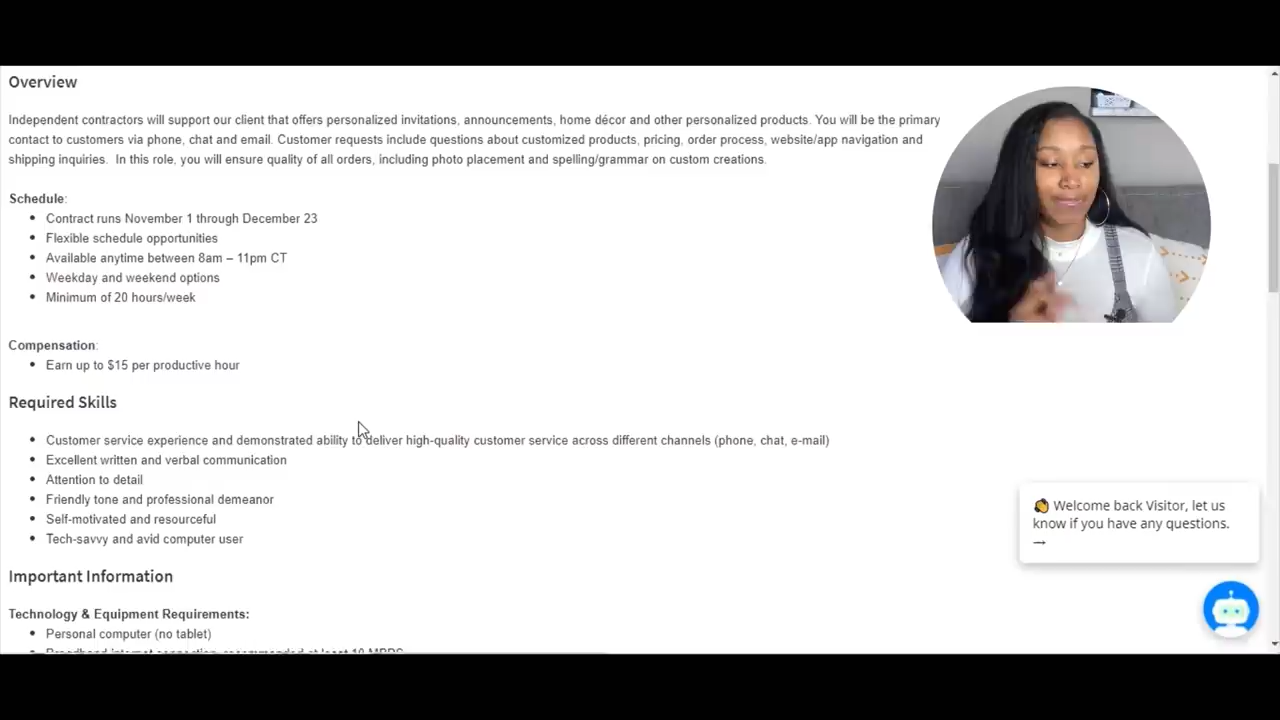 Overview
Independent contractors will support our client that offers personalized invitations, announcements, home décor and other personalized products. You will be the primary
contact to customers via phone, chat and email. Customer requests include questions about customized products, pricing, order process, website/app navigation and
shipping inquiries.  In this role, you will ensure quality of all orders, including photo placement and spelling/grammar on custom creations.
Schedule:
• Contract runs November 1 through December 23
• Flexible schedule opportunities
• Available anytime between 8am – 11pm CT
• Weekday and weekend options
• Minimum of 20 hours/week
Compensation:
• Earn up to $15 per productive hour
Required Skills
• Customer service experience and demonstrated ability to deliver high-quality customer service across different channels (phone, chat, e-mail)
• Excellent written and verbal communication
• Attention to detail
• Friendly tone and professional demeanor
• Self-motivated and resourceful
• Tech-savvy and avid computer user
Welcome back Visitor, let us
know if you have any questions.
→
Important Information
Technology & Equipment Requirements:
• Personal computer (no tablet)
• Broadband internet connection, recommended at least 10 MBPS